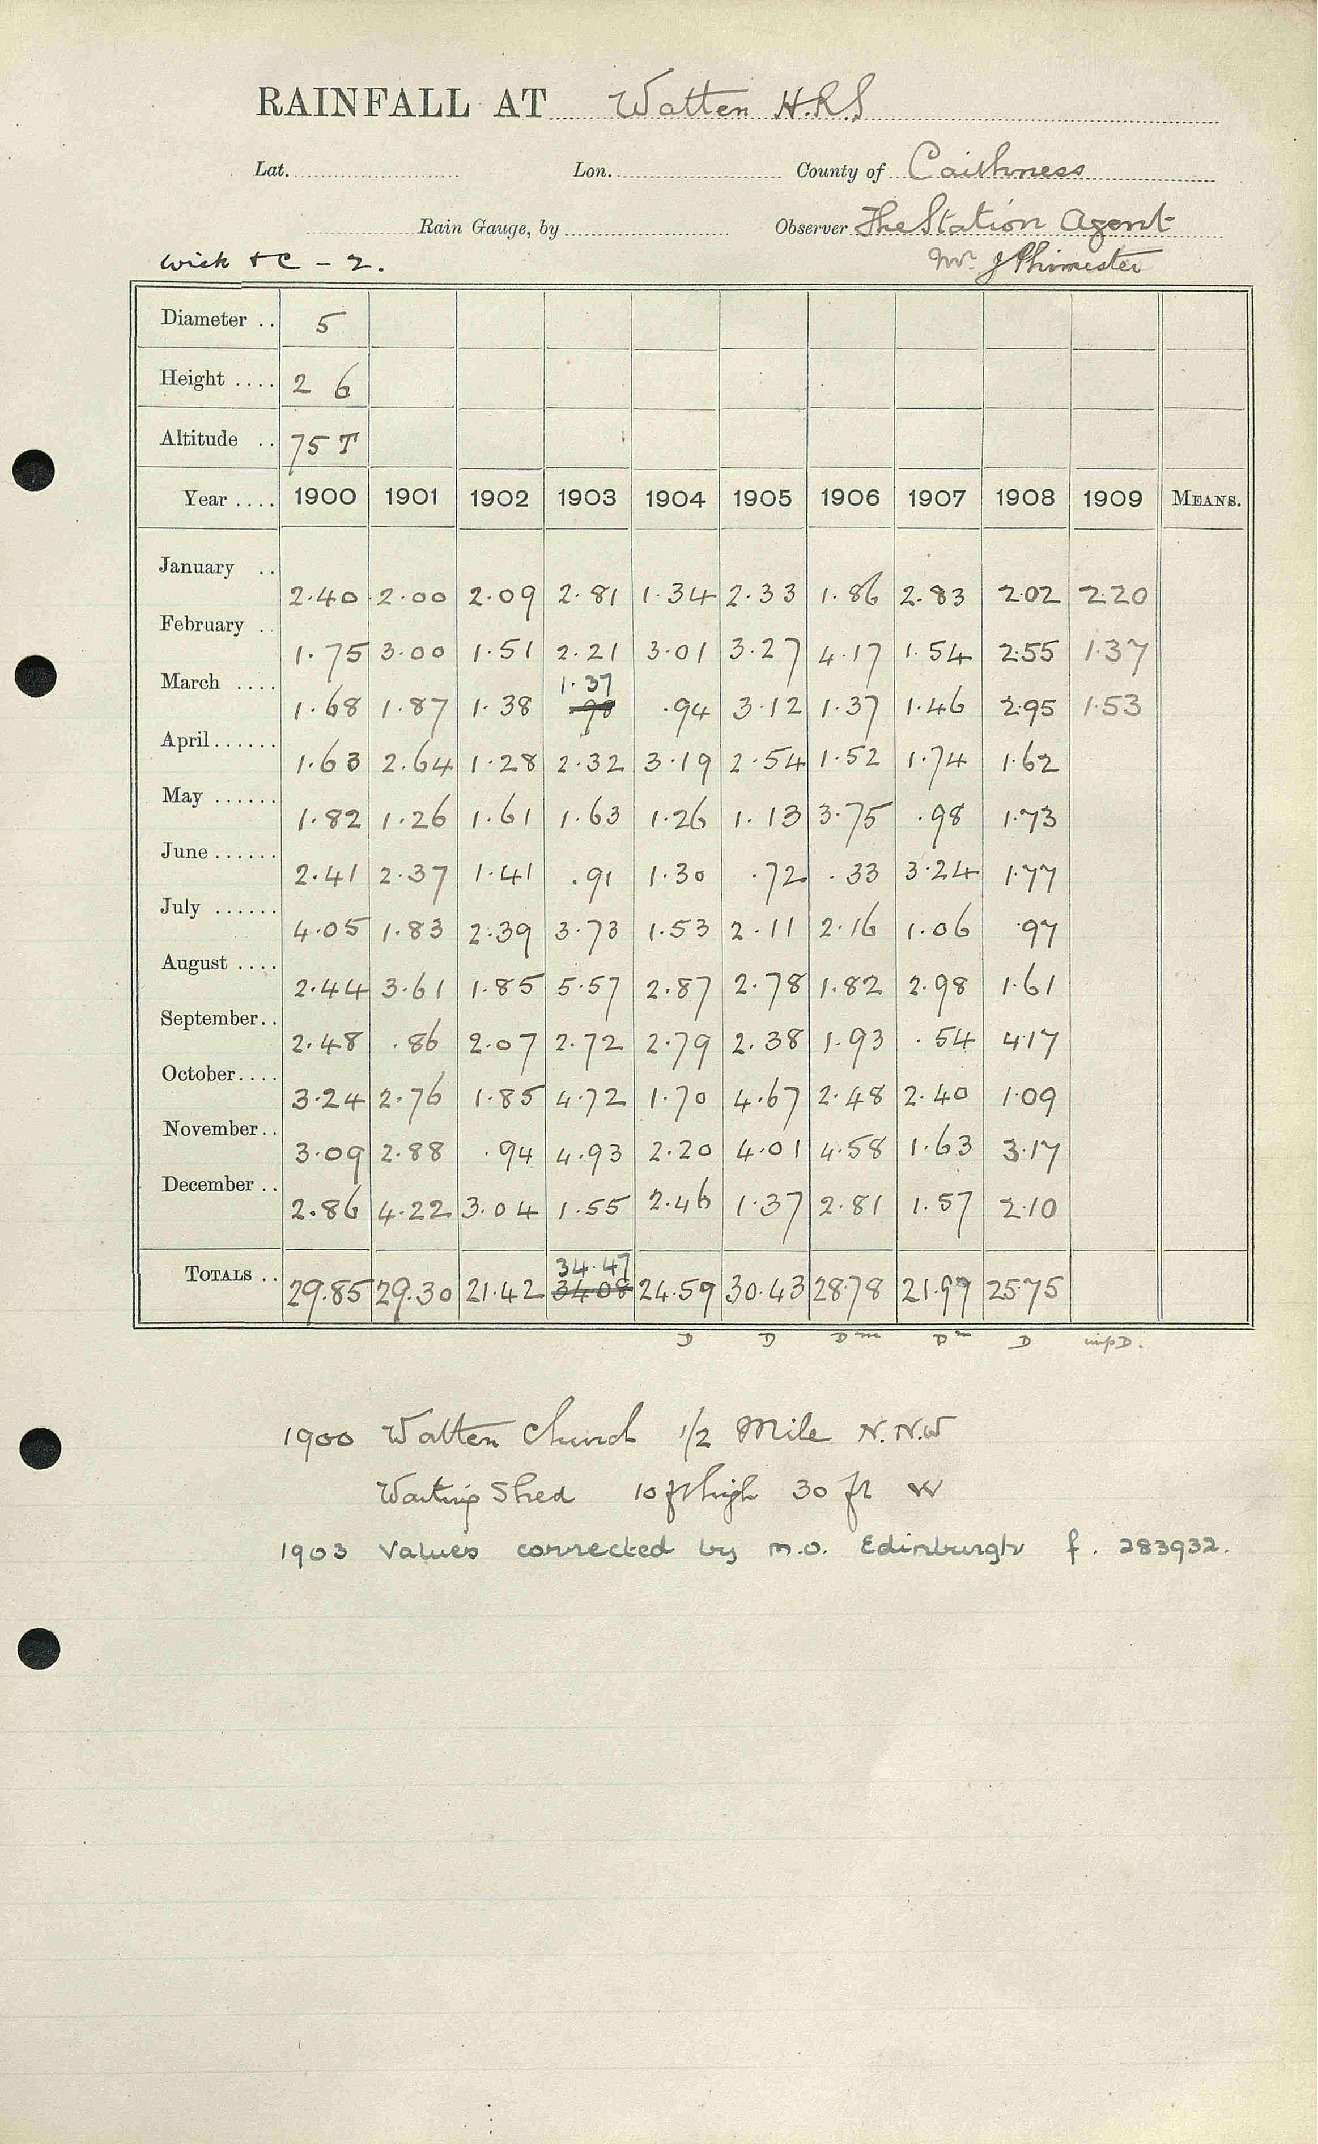 RAINFALL AT Watten H.R.S
Lat. Lon. County of Caithness
Rain Gauge, by Observer The Station Agent
Wick & C - 2. Mr J Phimester
Diameter .. 5
Height .... 2 6
Altitude .. 75 T
Year .... 1900 1901 1902 1903 1904 1905 1906 1907 1908 1909 MEANS.
January .. 2.40 2.00 2.09 2.81 1.34 2.33 1.86 2.83 2.02 2.20
February .. 1.75 3.00 1.51 2.21 3.01 3.27 4.17 1.54 2.55 1.37
1.37
March .... 1.68 1.87 1.38 98 .94 3.12 1.37 1.46 2.95 1.53
April...... 1.63 2.64 1.28 2.32 3.19 2.54 1.52 1.74 1.62
May ...... 1.82 1.26 1.61 1.63 1.26 1.13 3.75 .98 1.73
June ...... 2.41 2.37 1.41 .91 1.30 .72 .33 3.24 1.77
July ...... 4.05 1.83 2.39 3.73 1.53 2.11 2.16 1.06 .97
August .... 2.44 3.61 1.85 5.57 2.87 2.78 1.82 2.98 1.61
September.. 2.48 .86 2.07 2.72 2.79 2.38 1.93 .54 4.17
October.... 3.24 2.76 1.85 4.72 1.70 4.67 2.48 2.40 1.09
November.. 3.09 2.88 .94 4.93 2.20 4.01 4.58 1.63 3.17
December .. 2.86 4.22 3.04 1.55 2.46 1.37 2.81 1.57 2.10
34.47
TOTALS .. 29.85 29.30 21.42 34.08 24.59 30.43 28.78 21.97 25.75
D D Dm Dm D imp D.
1900 Watten Church 1/2 Mile N.N.W
Waiting Shed 10 ft high 30 ft W
1903 Values corrected by M.O. Edinburgh f. 283932.